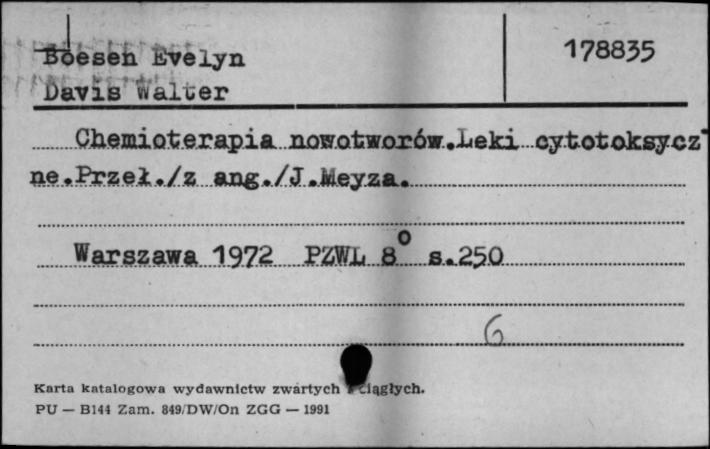 Boesen Evelyn
178835
Davis Walter
Chemioterapia nowotworów.Leki cytotoksycz-
ne.Przeł./z ang./J.Meyza.
Warszawa 1972 PZWL 8° s.250
6
Karta katalogowa wydawnictw zwartych i ciągłych.
PU — B144 Zam. 849/DW/On ZGG — 1991